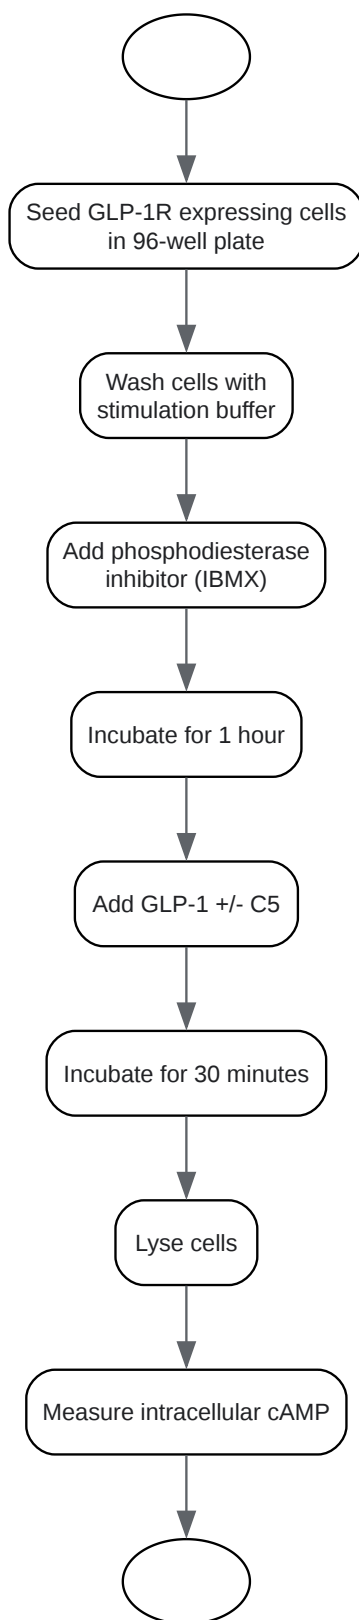 Seed GLP-1R expressing cells
in 96-well plate
Wash cells with
stimulation buffer
Add phosphodiesterase
inhibitor (IBMX)
Incubate for 1 hour
Add GLP-1 +/- C5
Incubate for 30 minutes
Lyse cells
Measure intracellular cAMP